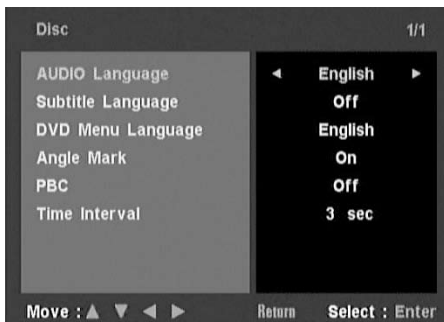 Disc 1/1
AUDIO Language ◄ English ►
Subtitle Language Off
DVD Menu Language English
Angle Mark On
PBC Off
Time Interval 3 sec
Move : ▲ ▼ ◄ ► Return Select : Enter